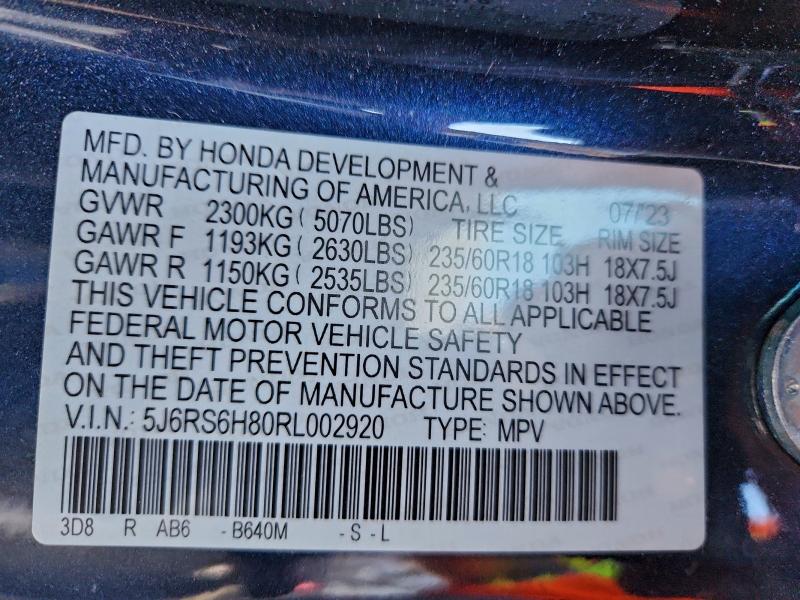 MFD. BY HONDA DEVELOPMENT &
MANUFACTURING OF AMERICA, LLC 07/'23
GVWR 2300KG ( 5070LBS) TIRE SIZE RIM SIZE
GAWR F 1193KG ( 2630LBS) 235/60R18 103H 18X7.5J
GAWR R 1150KG ( 2535LBS) 235/60R18 103H 18X7.5J
THIS VEHICLE CONFORMS TO ALL APPLICABLE
FEDERAL MOTOR VEHICLE SAFETY
AND THEFT PREVENTION STANDARDS IN EFFECT
ON THE DATE OF MANUFACTURE SHOWN ABOVE.
V.I.N.: 5J6RS6H80RL002920 TYPE: MPV
3D8 R AB6 -B640M -S-L